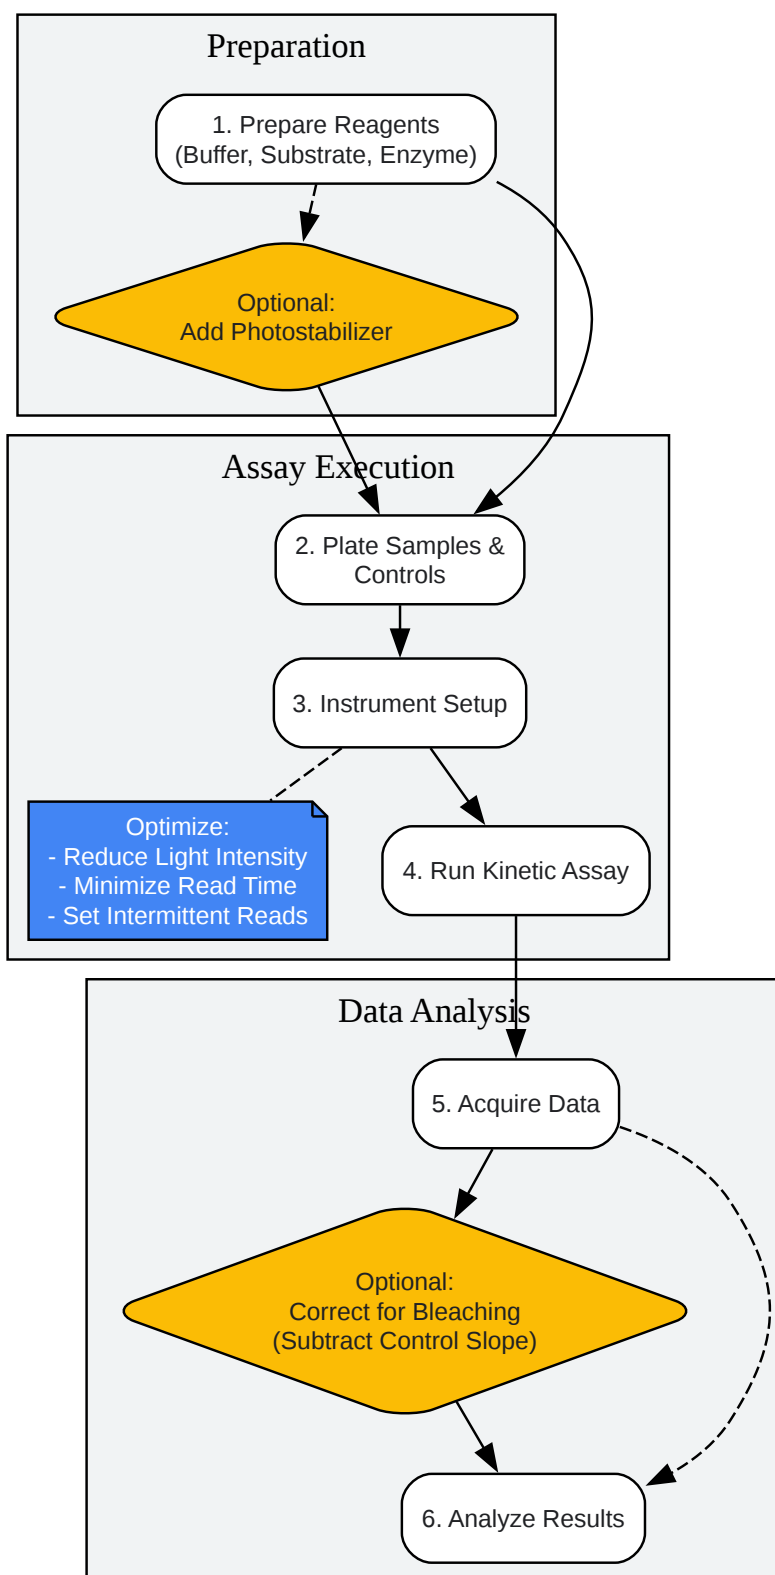 Preparation
1. Prepare Reagents
(Buffer, Substrate, Enzyme)
Optional:
Add Photostabilizer
Assay Execution
2. Plate Samples &
Controls
3. Instrument Setup
Optimize:
- Reduce Light Intensity
- Minimize Read Time
- Set Intermittent Reads
4. Run Kinetic Assay
Data Analysis
5. Acquire Data
Optional:
Correct for Bleaching
(Subtract Control Slope)
6. Analyze Results